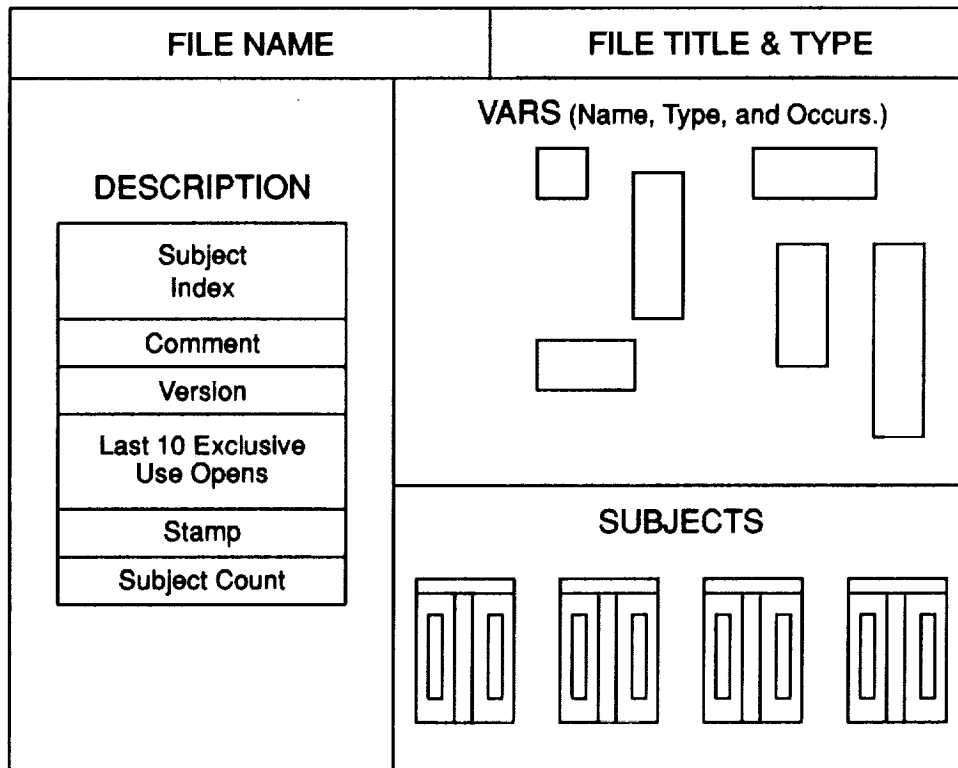 FILE NAME
FILE TITLE & TYPE
DESCRIPTION
Subject
Index
Comment
Version
Last 10 Exclusive
Use Opens
Stamp
Subject Count
VARS (Name, Type, and Occurs.)
SUBJECTS